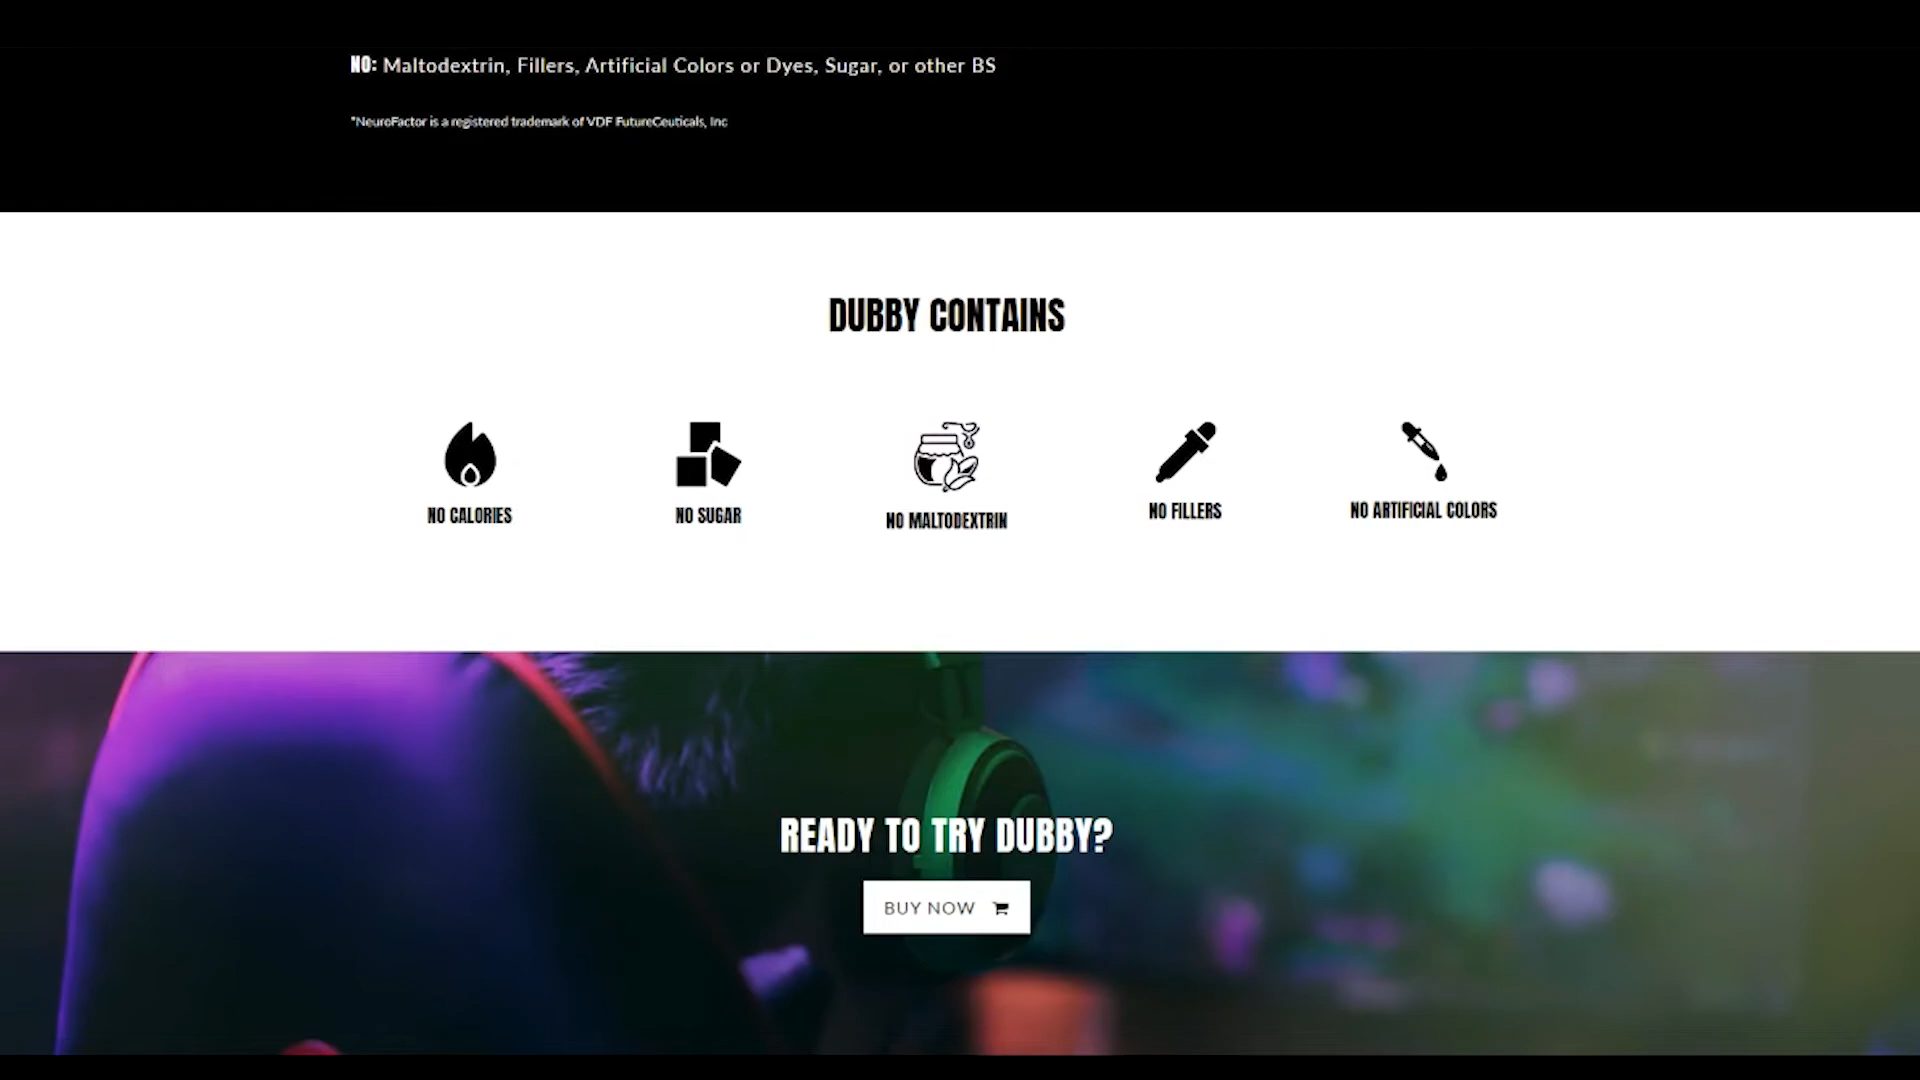 NO: Maltodextrin, Fillers, Artificial Colors or Dyes, Sugar, or other BS
*NeuroFactor is a registered trademark of VDF FutureCeuticals, Inc
DUBBY CONTAINS
NO CALORIES
NO SUGAR
NO MALTODEXTRIN
NO FILLERS
NO ARTIFICIAL COLORS
READY TO TRY DUBBY?
BUY NOW